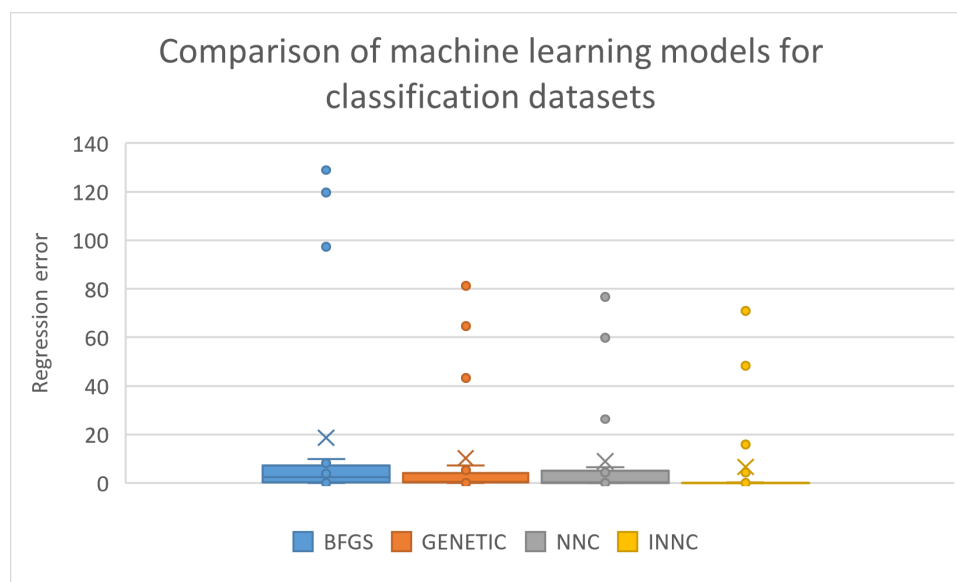 Comparison of machine learning models for
classification datasets
Regression error
140
120
100
80
60
40
20
0
BFGS GENETIC NNC INNC